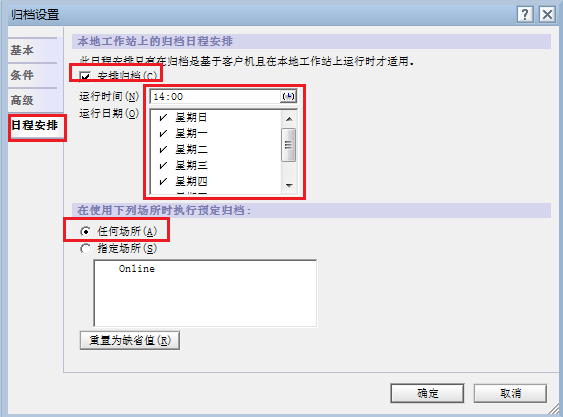 归档设置
基本
条件
高级
日程安排
本地工作站上的归档日程安排
此日程安排只有在归档是基于客户机且在本地工作站上运行时才适用。
安排归档(C)
运行时间(N) 14:00
运行日期(O)
星期日
星期一
星期二
星期三
星期四
在使用下列场所时执行预定归档:
任何场所(A)
指定场所(S)
Online
重置为缺省值(R)
确定 取消